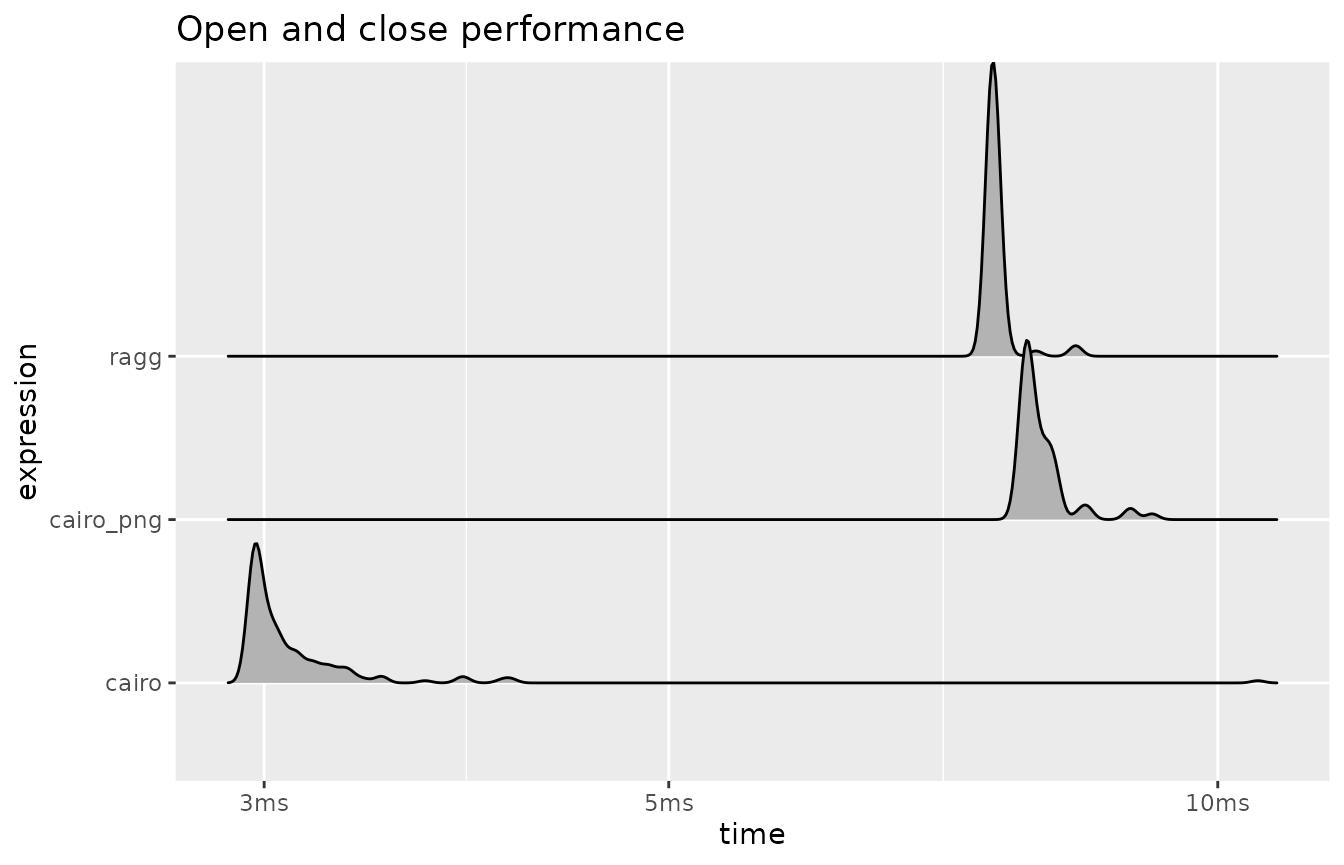 Open and close performance
expression
ragg
cairo_png
cairo
3ms
5ms
10ms
time